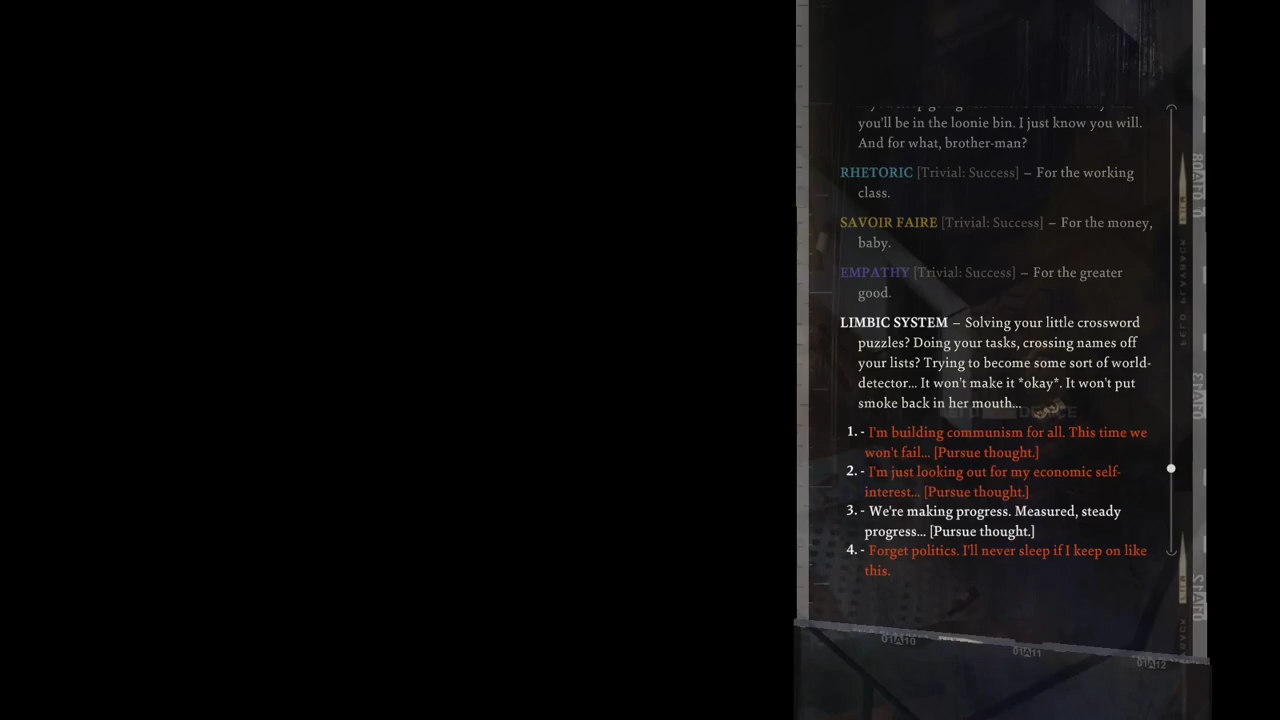 you'll be in the loonie bin. I just know you will.
And for what, brother-man?
RHETORIC [Trivial: Success] – For the working
class.
SAVOIR FAIRE [Trivial: Success] – For the money,
baby.
EMPATHY [Trivial: Success] – For the greater
good.
LIMBIC SYSTEM – Solving your little crossword
puzzles? Doing your tasks, crossing names off
your lists? Trying to become some sort of world-
detector... It won't make it *okay*. It won't put
smoke back in her mouth...
1. - I'm building communism for all. This time we
won't fail... [Pursue thought.]
2. - I'm just looking out for my economic self-
interest... [Pursue thought.]
3. - We're making progress. Measured, steady
progress... [Pursue thought.]
4. - Forget politics. I'll never sleep if I keep on like
this.
01A10
01A11
01A12